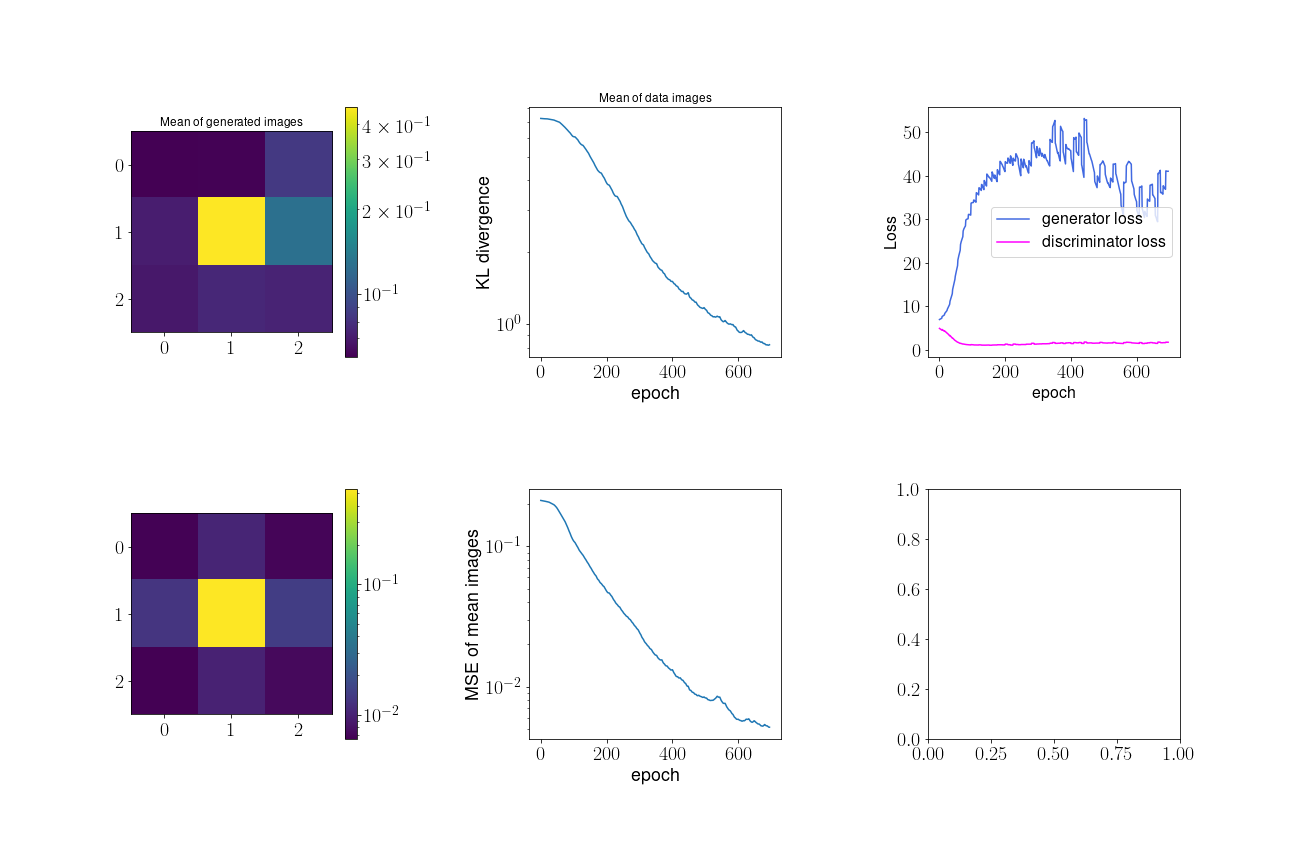 Mean of generated images
0
1
2
0 1 2
4 × 10⁻¹
3 × 10⁻¹
2 × 10⁻¹
10⁻¹
Mean of data images
KL divergence
10⁰
0 200 400 600
epoch
Loss
50
40
30
20
10
0
generator loss
discriminator loss
0 200 400 600
epoch
0
1
2
0 1 2
10⁻¹
10⁻²
MSE of mean images
10⁻¹
10⁻²
0 200 400 600
epoch
1.0
0.8
0.6
0.4
0.2
0.0
0.00 0.25 0.50 0.75 1.00